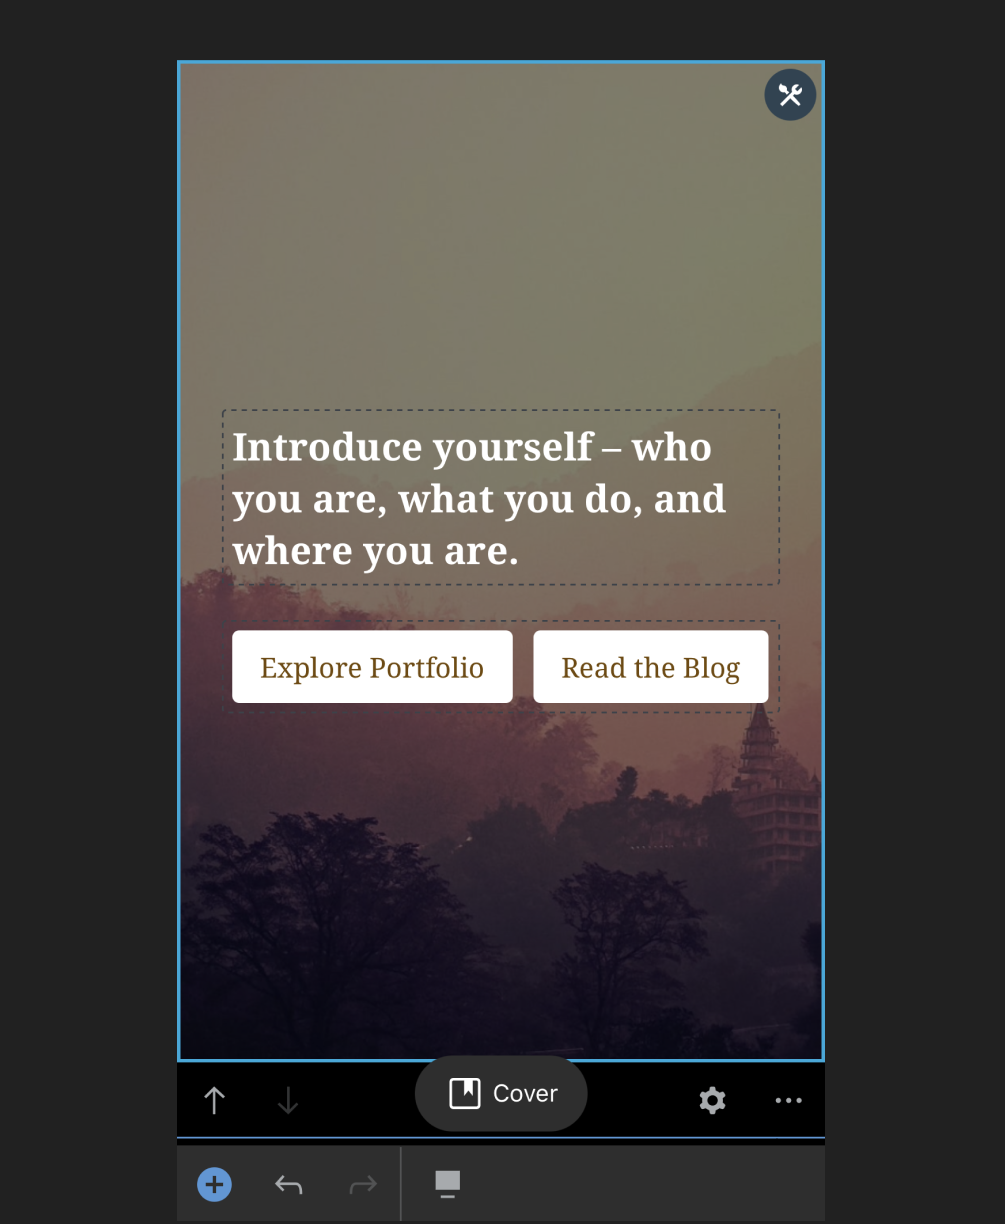 Introduce yourself – who
you are, what you do, and
where you are.
Explore Portfolio
Read the Blog
Cover